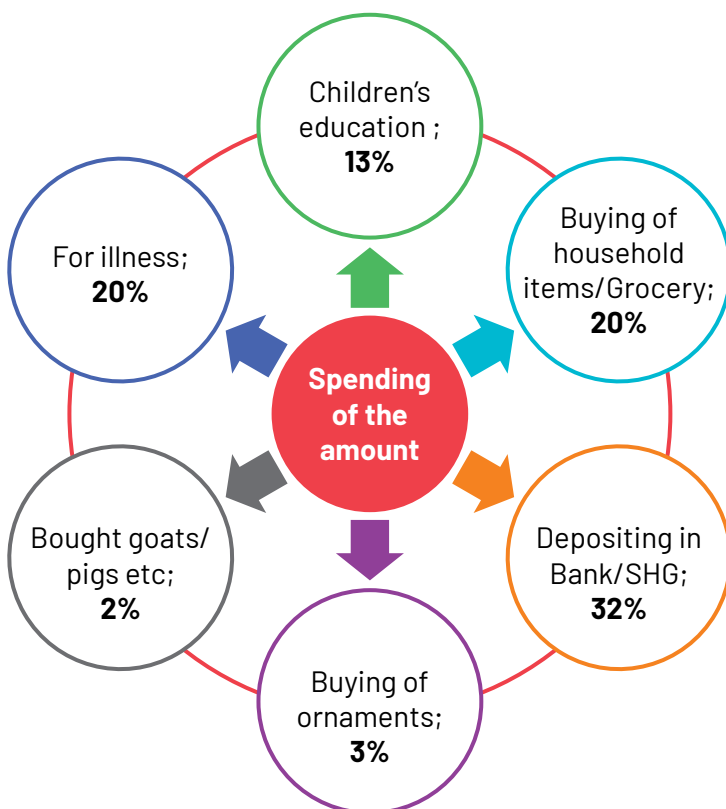 Children's
education ;
13%
Buying of
household
items/Grocery;
20%
For illness;
20%
Spending
of the
amount
Bought goats/
pigs etc;
2%
Depositing in
Bank/SHG;
32%
Buying of
ornaments;
3%